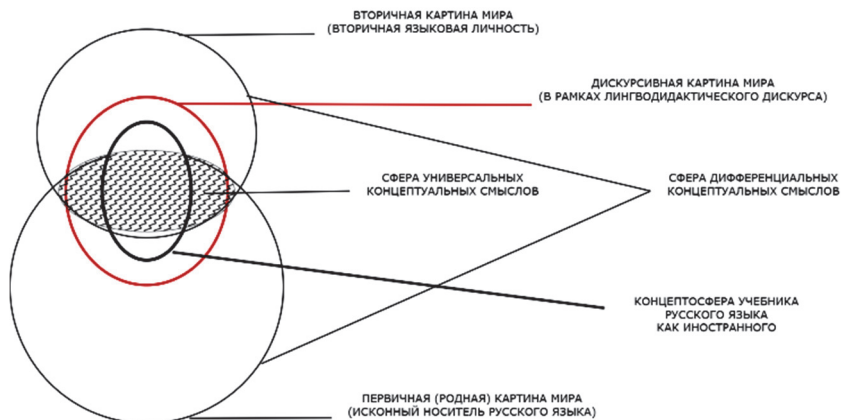 ВТОРИЧНАЯ КАРТИНА МИРА
(ВТОРИЧНАЯ ЯЗЫКОВАЯ ЛИЧНОСТЬ)
ДИСКУРСИВНАЯ КАРТИНА МИРА
(В РАМКАХ ЛИНГВОДИДАКТИЧЕСКОГО ДИСКУРСА)
СФЕРА УНИВЕРСАЛЬНЫХ
КОНЦЕПТУАЛЬНЫХ СМЫСЛОВ
СФЕРА ДИФФЕРЕНЦИАЛЬНЫХ
КОНЦЕПТУАЛЬНЫХ СМЫСЛОВ
КОНЦЕПТОСФЕРА УЧЕБНИКА
РУССКОГО ЯЗЫКА
КАК ИНОСТРАННОГО
ПЕРВИЧНАЯ (РОДНАЯ) КАРТИНА МИРА
(ИСКОННЫЙ НОСИТЕЛЬ РУССКОГО ЯЗЫКА)